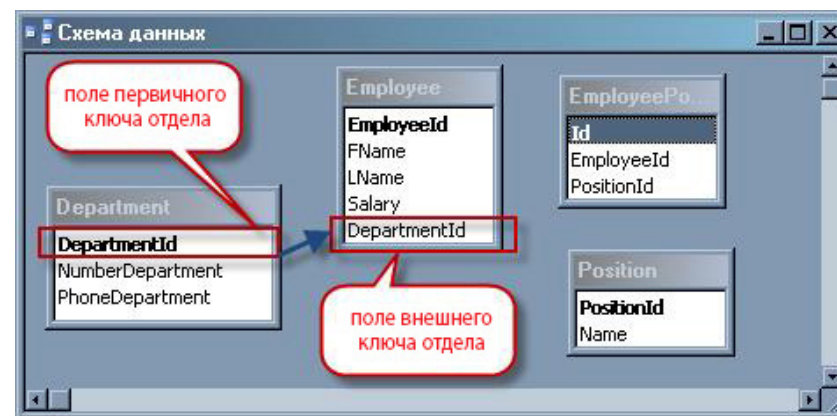 Схема данных
поле первичного
ключа отдела
Employee
EmployeeId
FName
LName
Salary
DepartmentId
EmployeePo...
Id
EmployeeId
PositionId
Department
DepartmentId
NumberDepartment
PhoneDepartment
поле внешнего
ключа отдела
Position
PositionId
Name